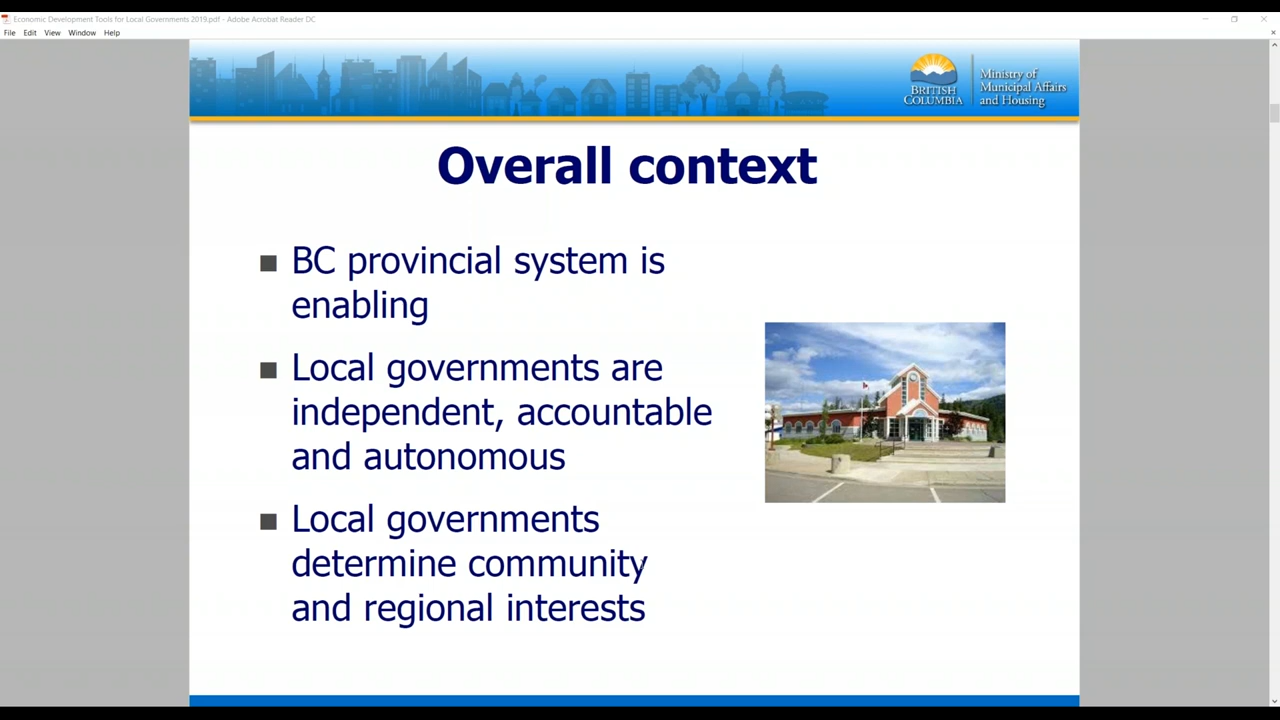 Economic Development Tools for Local Governments 2019.pdf - Adobe Acrobat Reader DC
File Edit View Window Help
BRITISH
COLUMBIA
Ministry of
Municipal Affairs
and Housing
Overall context
BC provincial system is
enabling
Local governments are
independent, accountable
and autonomous
Local governments
determine community
and regional interests